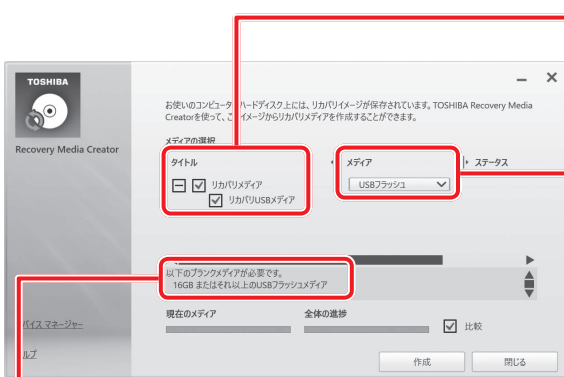 TOSHIBA
Recovery Media Creator
お使いのコンピューターハードディスク上には、リカバリイメージが保存されています。TOSHIBA Recovery Media
Creatorを使って、このイメージからリカバリメディアを作成することができます。
メディアの選択
タイトル
メディア
ステータス
リカバリメディア
USBフラッシュ
リカバリUSBメディア
以下のブランクメディアが必要です。
16GB またはそれ以上のUSBフラッシュメディア
現在のメディア
全体の進捗
比較
バイス マネージャー
ルプ
作成
閉じる